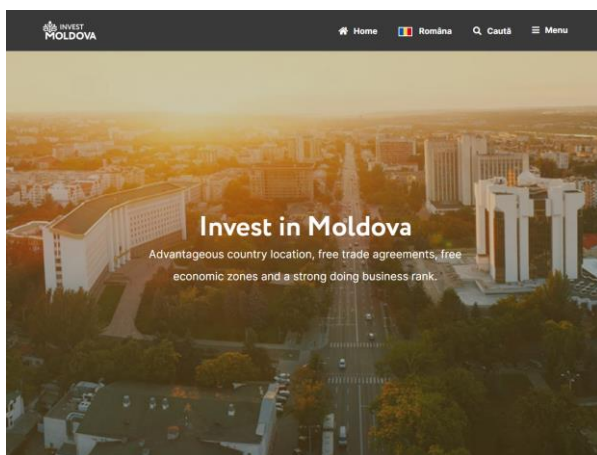 INVEST
MOLDOVA
Home
Româna
Caută
Menu
Invest in Moldova
Advantageous country location, free trade agreements, free
economic zones and a strong doing business rank.